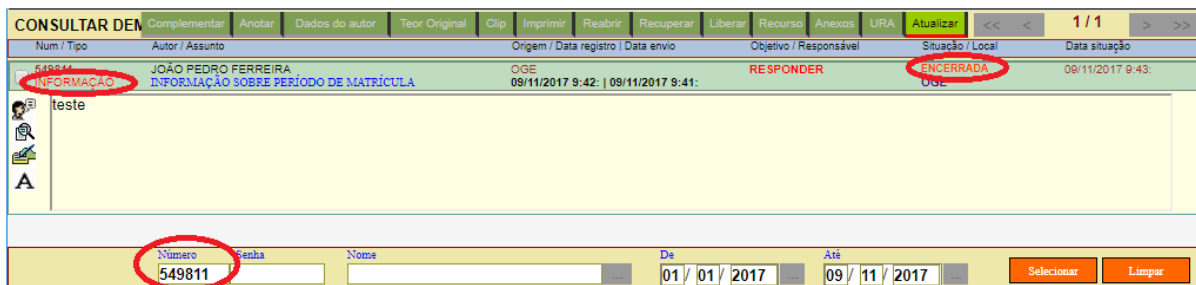 CONSULTAR DEM Complementar Anotar Dados do autor Teor Original Clip Imprimir Reabrir Recuperar Liberar Recurso Anexos URA Atualizar << < 1 / 1 > >>
Num / Tipo Autor / Assunto Origem / Data registro | Data envio Objetivo / Responsável Situação / Local Data situação
549811 JOÃO PEDRO FERREIRA OGE RESPONDER ENCERRADA 09/11/2017 9:43:
INFORMAÇÃO INFORMAÇÃO SOBRE PERÍODO DE MATRÍCULA 09/11/2017 9:42: | 09/11/2017 9:41: OGE
teste
A
Número Senha Nome De Até
549811 ... 01 / 01 / 2017 ... 09 / 11 / 2017 ... Selecionar Limpar